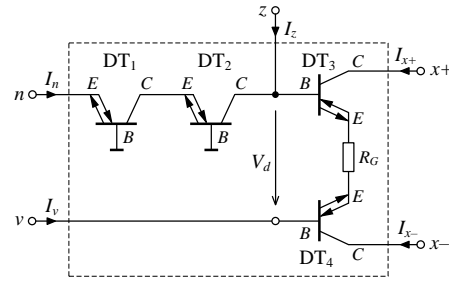 z
I_z
DT_1 DT_2 DT_3
I_{x+}
C
x+
n
I_n
E C E C B
B B
E
V_d
R_G
E
v
I_v
B
I_{x−}
C
x−
DT_4